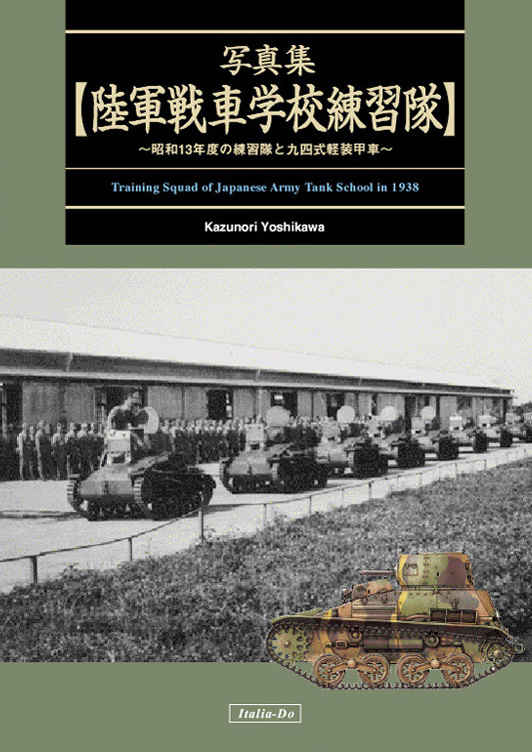 写真集
【陸軍戦車学校練習隊】
～昭和13年度の練習隊と九四式軽装甲車～
Training Squad of Japanese Army Tank School in 1938
Kazunori Yoshikawa
Italia-Do